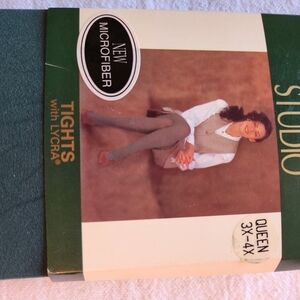 STUDIO
NEW
MICROFIBER
TIGHTS
with LYCRA®
QUEEN
3X-4X